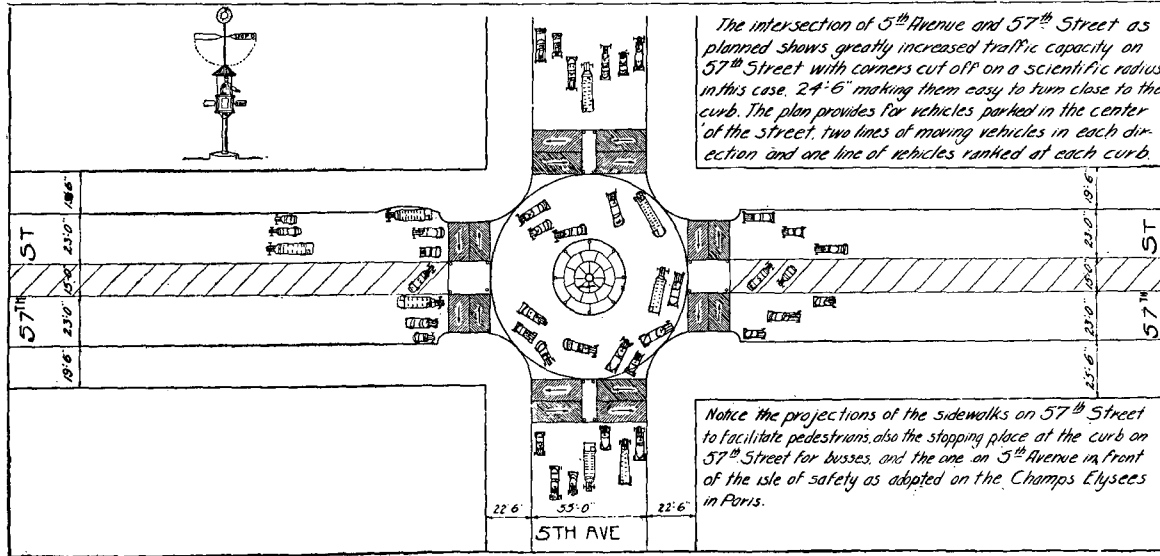 The intersection of 5th Avenue and 57th Street as
planned shows greatly increased traffic capacity on
57th Street with corners cut off on a scientific radius
in this case, 24'-6" making them easy to turn close to the
curb. The plan provides for vehicles parked in the center
of the street, two lines of moving vehicles in each dir-
ection and one line of vehicles ranked at each curb.
57TH ST
23'-0"
15'-0"
23'-0"
19'6"
57TH ST
19'-6"
23'-0"
15'-0"
23'-0"
Notice the projections of the sidewalks on 57th Street
to facilitate pedestrians, also the stopping place at the curb on
57th Street for busses, and the one on 5th Avenue in front
of the isle of safety as adopted on the Champs Elysees
in Paris.
22'6"
55'-0"
22'-6"
5TH AVE